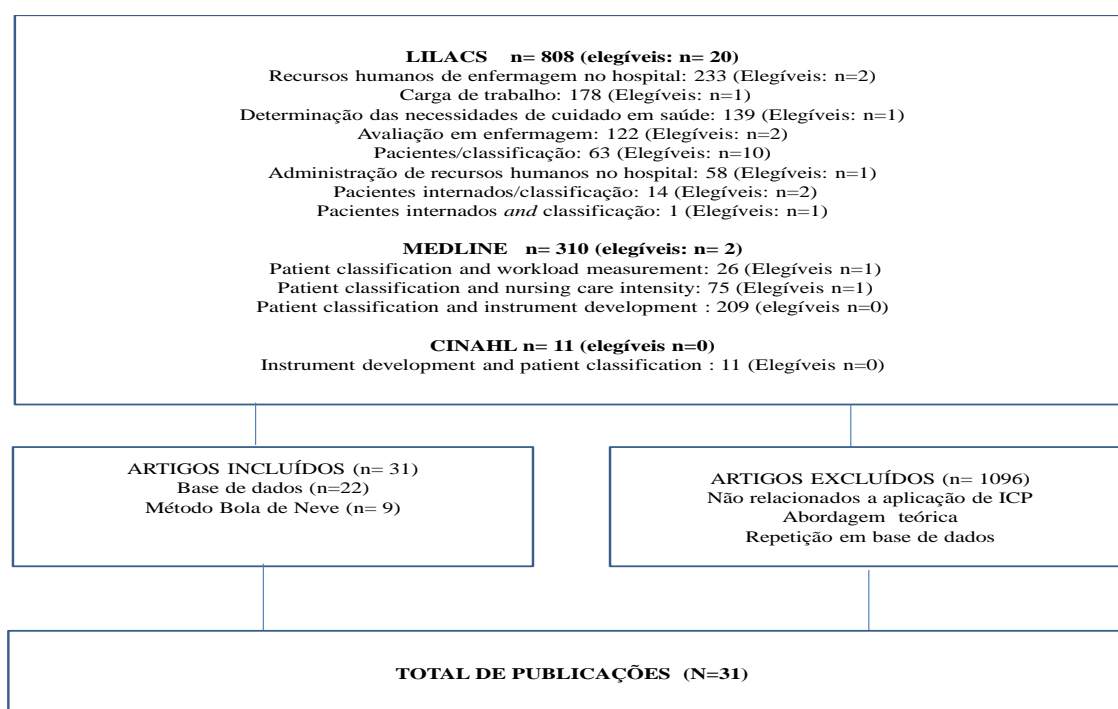 LILACS n= 808 (elegíveis: n= 20)
Recursos humanos de enfermagem no hospital: 233 (Elegíveis: n=2)
Carga de trabalho: 178 (Elegíveis: n=1)
Determinação das necessidades de cuidado em saúde: 139 (Elegíveis: n=1)
Avaliação em enfermagem: 122 (Elegíveis: n=2)
Pacientes/classificação: 63 (Elegíveis: n=10)
Administração de recursos humanos no hospital: 58 (Elegíveis: n=1)
Pacientes internados/classificação: 14 (Elegíveis: n=2)
Pacientes internados and classificação: 1 (Elegíveis: n=1)
MEDLINE n= 310 (elegíveis: n= 2)
Patient classification and workload measurement: 26 (Elegíveis n=1)
Patient classification and nursing care intensity: 75 (Elegíveis n=1)
Patient classification and instrument development : 209 (elegíveis n=0)
CINAHL n= 11 (elegíveis n=0)
Instrument development and patient classification : 11 (Elegíveis n=0)
ARTIGOS INCLUÍDOS (n= 31)
Base de dados (n=22)
Método Bola de Neve (n= 9)
ARTIGOS EXCLUÍDOS (n= 1096)
Não relacionados a aplicação de ICP
Abordagem teórica
Repetição em base de dados
TOTAL DE PUBLICAÇÕES (N=31)